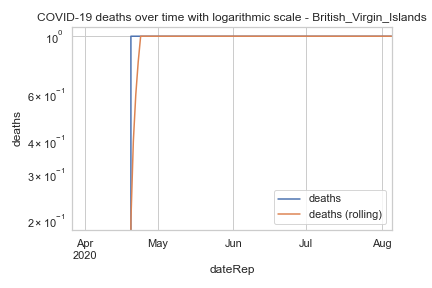 COVID-19 deaths over time with logarithmic scale - British_Virgin_Islands
10⁰
6 × 10⁻¹
4 × 10⁻¹
3 × 10⁻¹
2 × 10⁻¹
deaths
deaths
deaths (rolling)
Apr
2020
May
Jun
Jul
Aug
dateRep